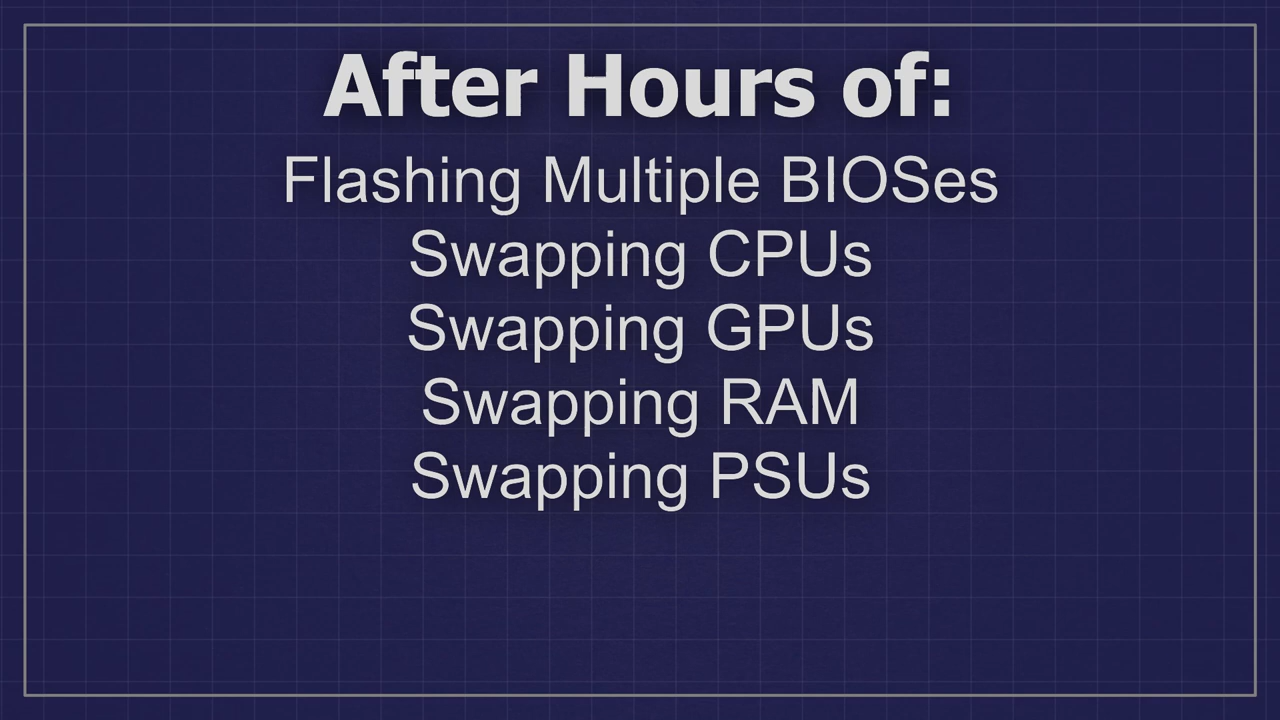 After Hours of:
Flashing Multiple BIOSes
Swapping CPUs
Swapping GPUs
Swapping RAM
Swapping PSUs